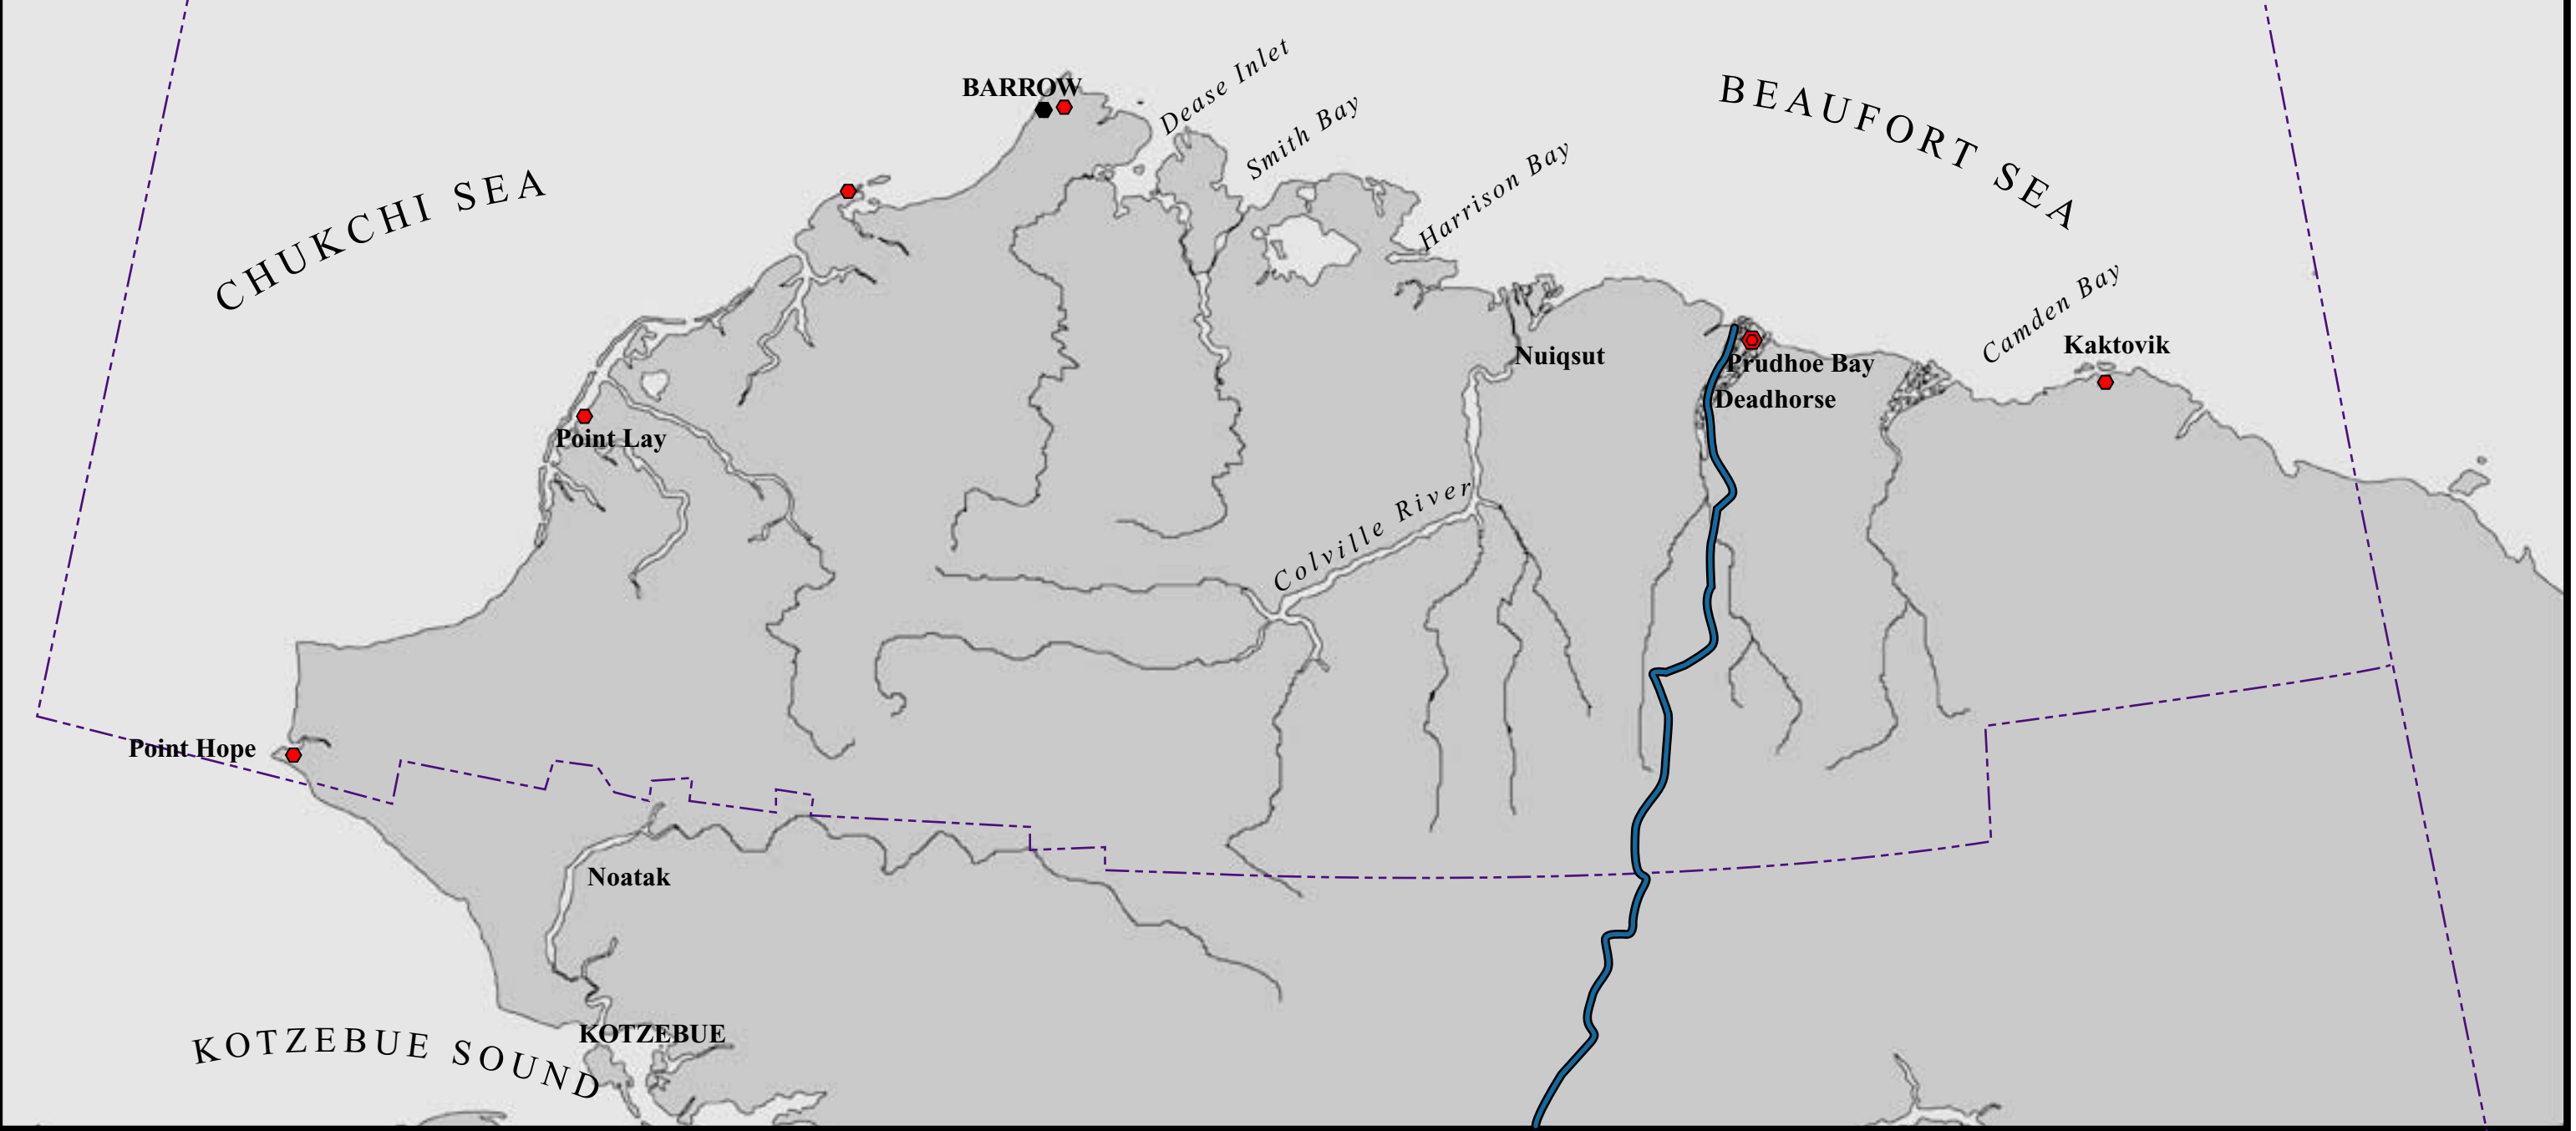 BARROW
Dease Inlet
Smith Bay
Harrison Bay
BEAUFORT SEA
CHUKCHI SEA
Camden Bay
Kaktovik
Nuiqsut
Prudhoe Bay
Deadhorse
Point Lay
Colville River
Point Hope
Noatak
KOTZEBUE
KOTZEBUE SOUND